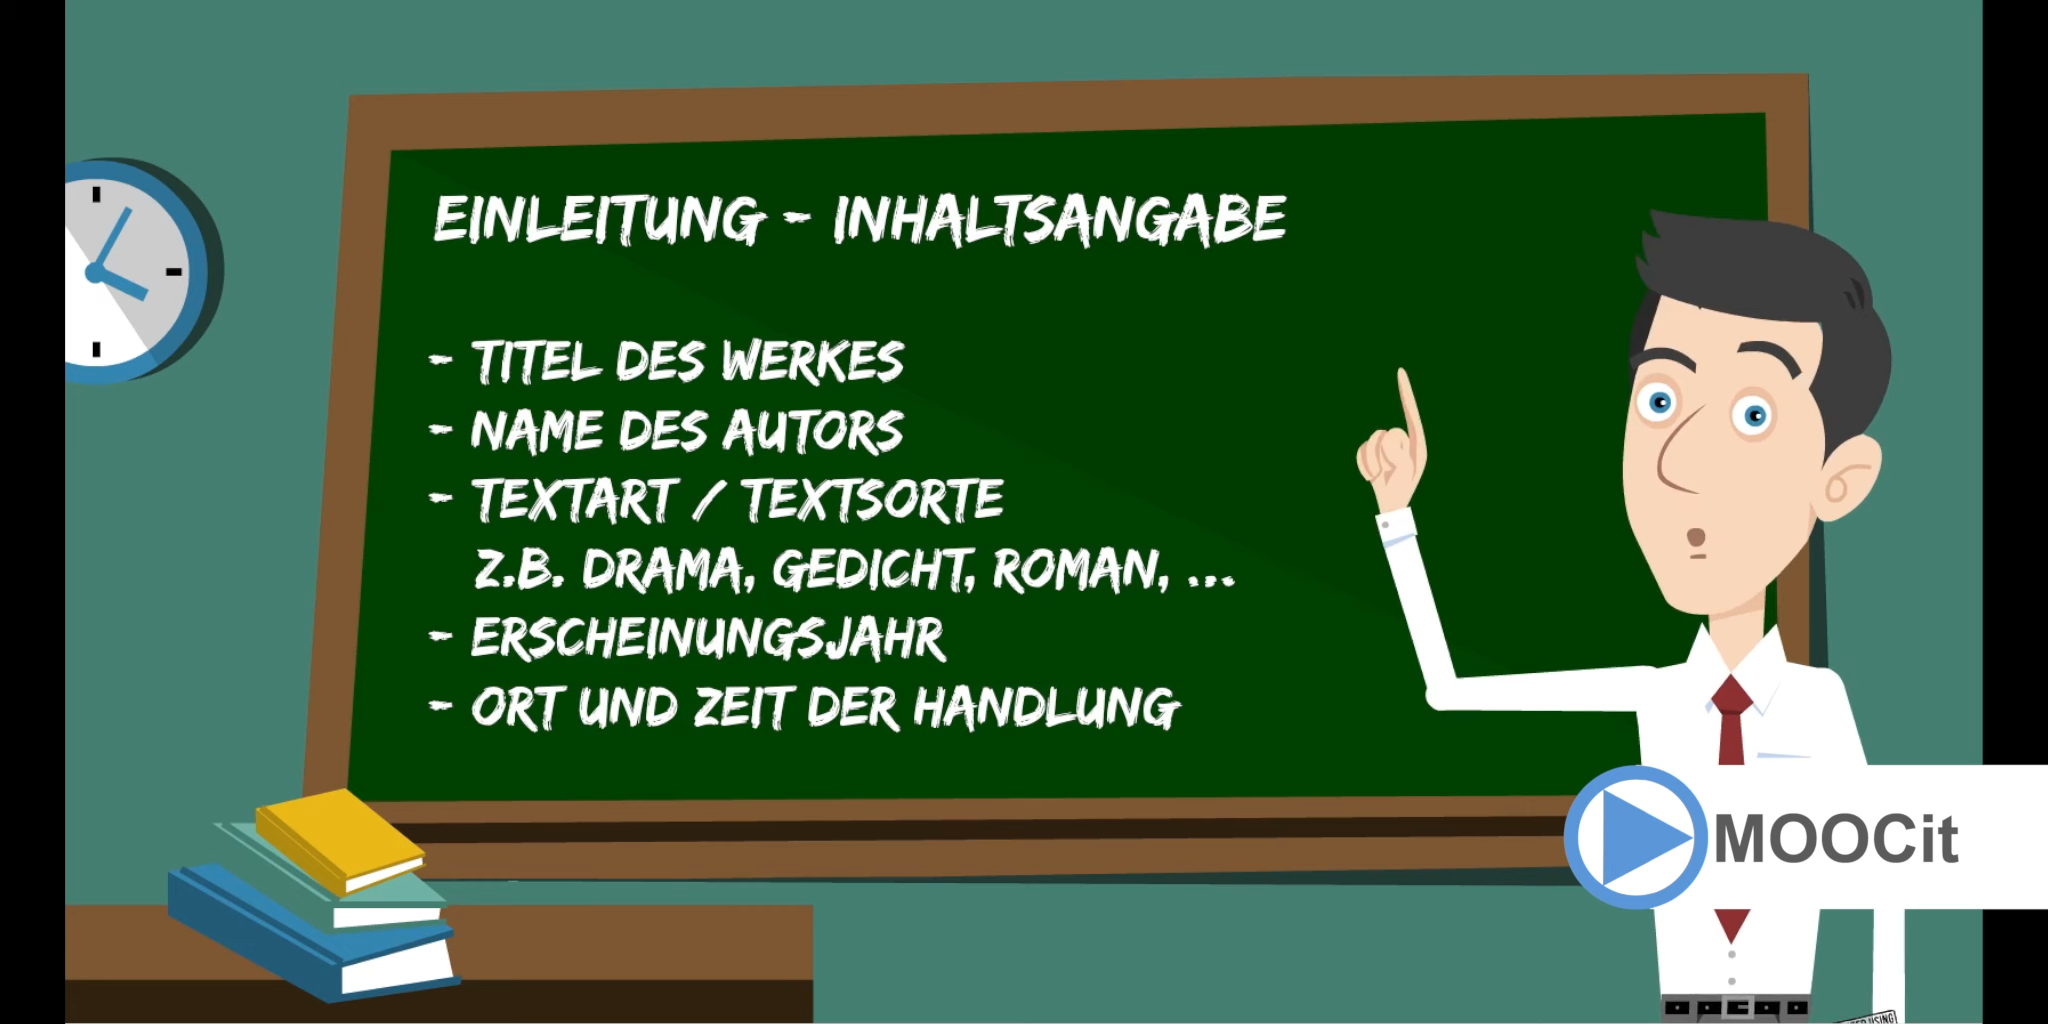 EINLEITUNG - INHALTSANGABE
- TITEL DES WERKES
- NAME DES AUTORS
- TEXTART / TEXTSORTE
Z.B. DRAMA, GEDICHT, ROMAN, ...
- ERSCHEINUNGSJAHR
- ORT UND ZEIT DER HANDLUNG
MOOCit
USING